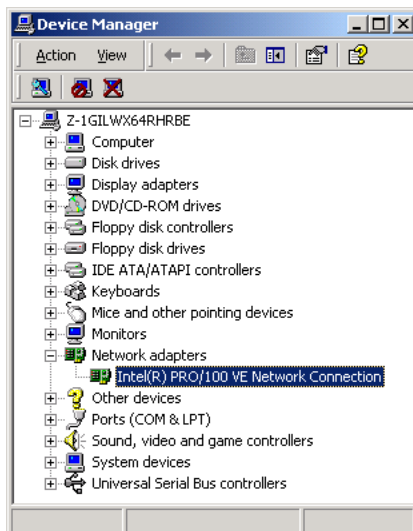 Device Manager
Action View
Z-1GILWX64RHRBE
Computer
Disk drives
Display adapters
DVD/CD-ROM drives
Floppy disk controllers
Floppy disk drives
IDE ATA/ATAPI controllers
Keyboards
Mice and other pointing devices
Monitors
Network adapters
Intel(R) PRO/100 VE Network Connection
Other devices
Ports (COM & LPT)
Sound, video and game controllers
System devices
Universal Serial Bus controllers